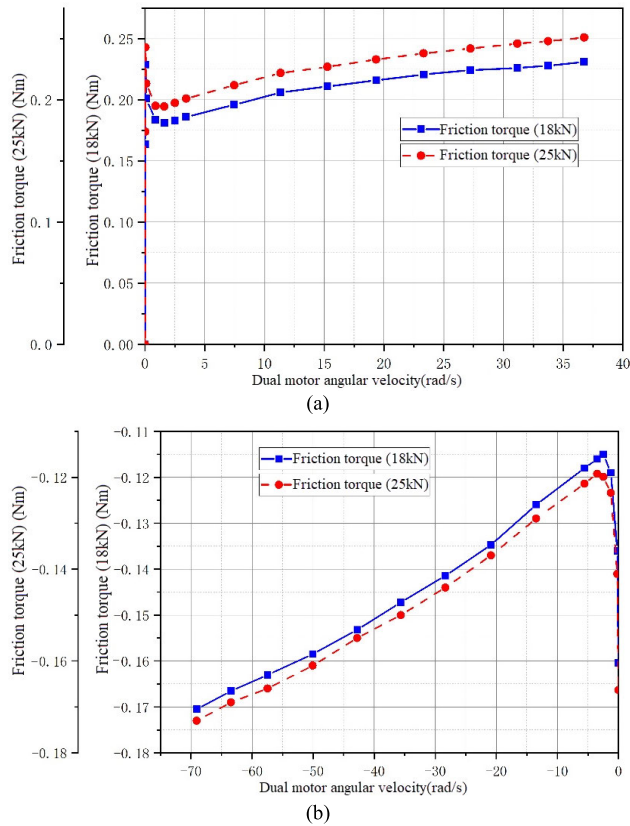 Friction torque (25kN) (Nm)
0.2
0.1
0.0
Friction torque (18kN) (Nm)
0.25
0.20
0.15
0.10
0.05
0.00
Friction torque (18kN)
Friction torque (25kN)
0 5 10 15 20 25 30 35 40
Dual motor angular velocity(rad/s)
(a)
Friction torque (25kN) (Nm)
-0.12
-0.14
-0.16
-0.18
Friction torque (18kN) (Nm)
-0.11
-0.12
-0.13
-0.14
-0.15
-0.16
-0.17
-0.18
Friction torque (18kN)
Friction torque (25kN)
-70 -60 -50 -40 -30 -20 -10 0
Dual motor angular velocity(rad/s)
(b)